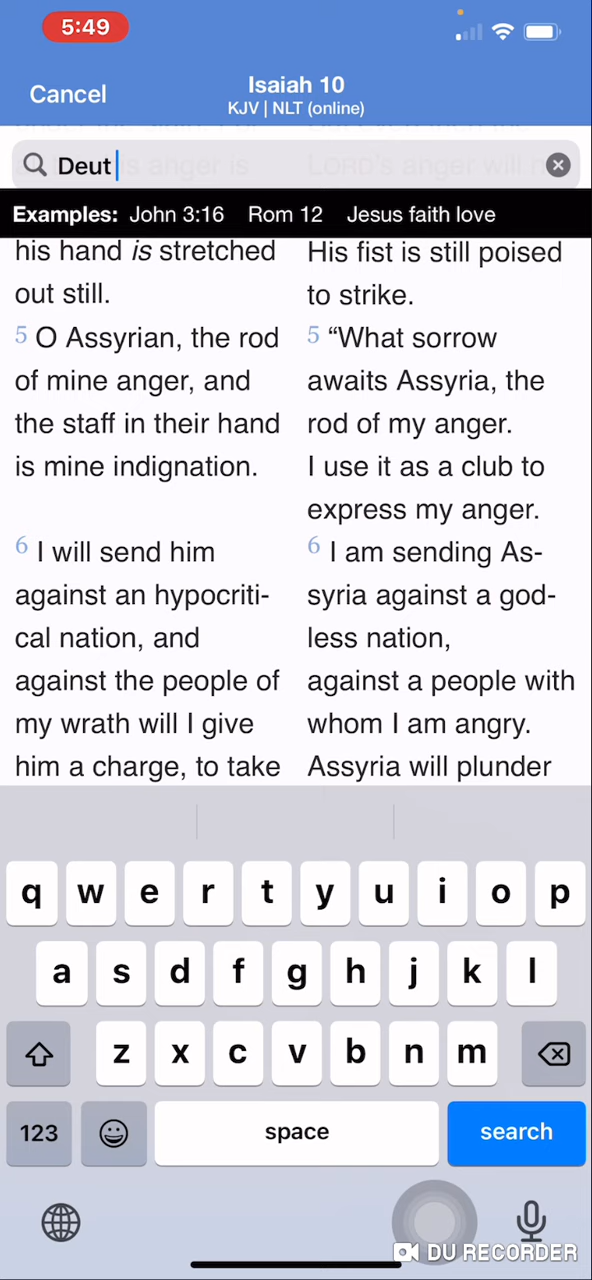 5:49
Cancel
Isaiah 10
KJV | NLT (online)
Deut
Examples: John 3:16 Rom 12 Jesus faith love
his hand is stretched
out still.
5 O Assyrian, the rod
of mine anger, and
the staff in their hand
is mine indignation.
6 I will send him
against an hypocriti-
cal nation, and
against the people of
my wrath will I give
him a charge, to take
His fist is still poised
to strike.
5 “What sorrow
awaits Assyria, the
rod of my anger.
I use it as a club to
express my anger.
6 I am sending As-
syria against a god-
less nation,
against a people with
whom I am angry.
Assyria will plunder
q w e r t y u i o p
a s d f g h j k l
z x c v b n m
123 space search
DU RECORDER